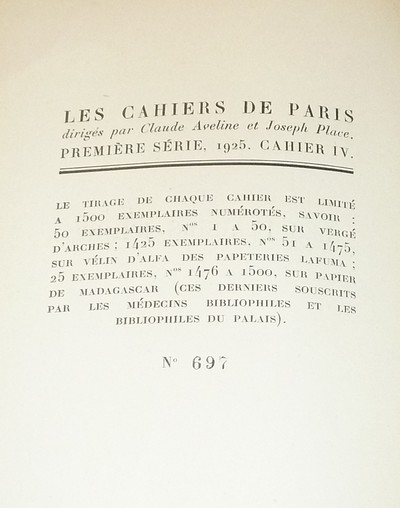 LES CAHIERS DE PARIS
dirigés par Claude Aveline et Joseph Place.
PREMIÈRE SÉRIE, 1925. CAHIER IV.
LE TIRAGE DE CHAQUE CAHIER EST LIMITÉ
A 1500 EXEMPLAIRES NUMÉROTÉS, SAVOIR :
50 EXEMPLAIRES, Nos 1 A 50, SUR VERGÉ
D'ARCHES ; 1425 EXEMPLAIRES, Nos 51 A 1475,
SUR VÉLIN D'ALFA DES PAPETERIES LAFUMA ;
25 EXEMPLAIRES, Nos 1476 A 1500, SUR PAPIER
DE MADAGASCAR (CES DERNIERS SOUSCRITS
PAR LES MÉDECINS BIBLIOPHILES ET LES
BIBLIOPHILES DU PALAIS).
No 697